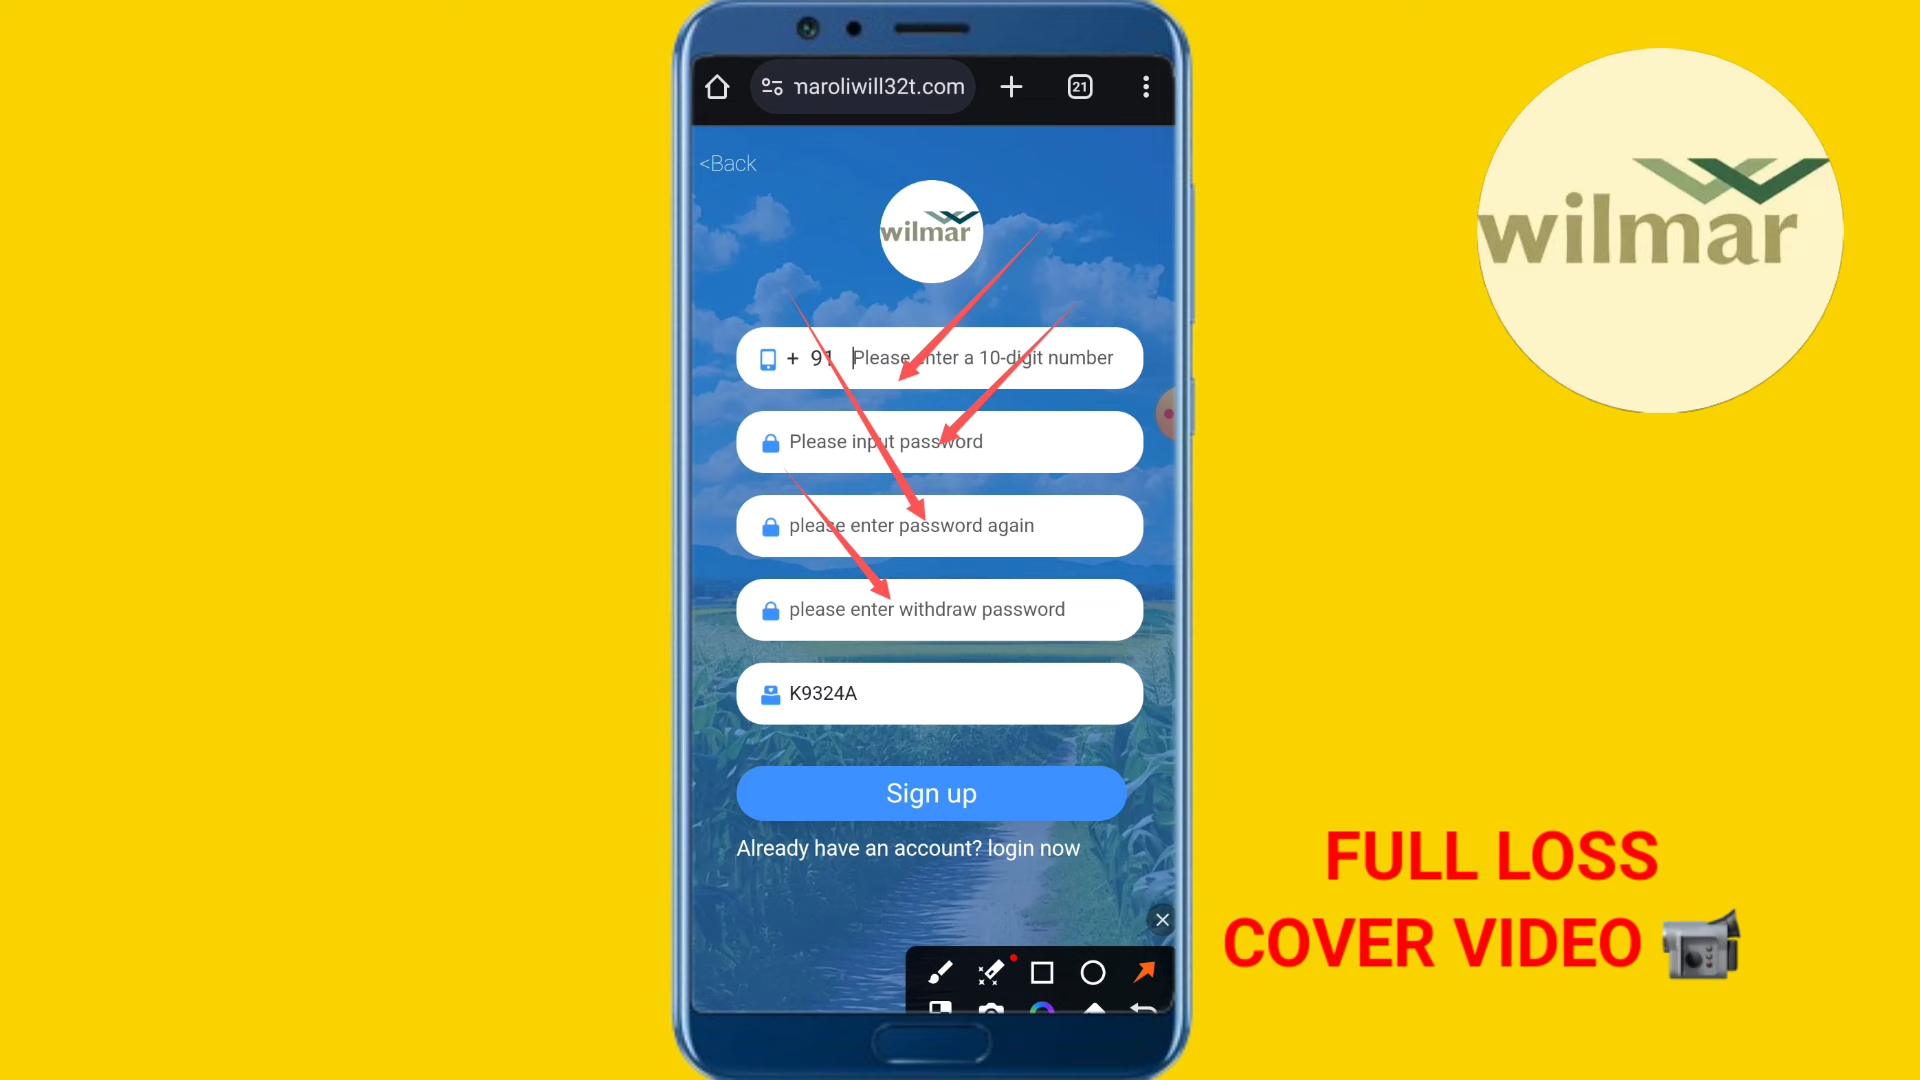 maroliwill32t.com
21
<Back
wilmar
+ 91 Please enter a 10-digit number
Please input password
please enter password again
please enter withdraw password
K9324A
Sign up
Already have an account? login now
wilmar
FULL LOSS
COVER VIDEO